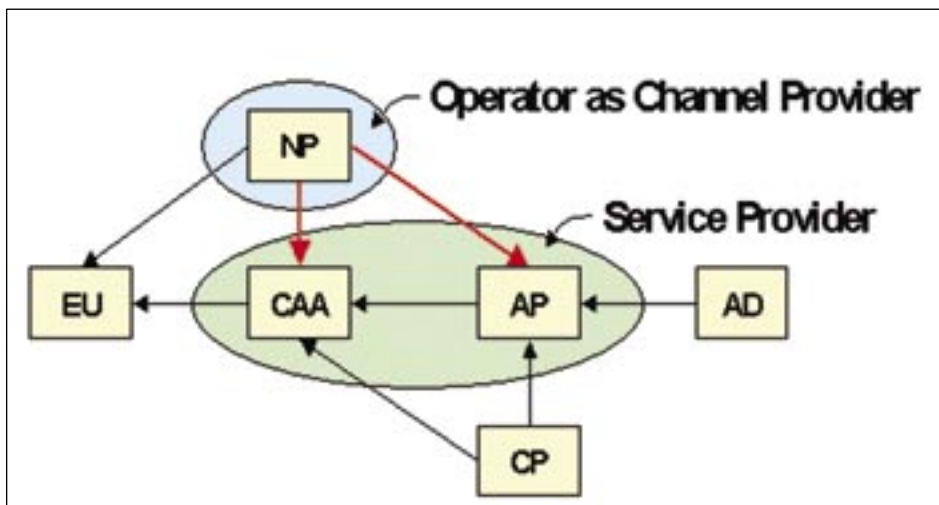 Operator as Channel Provider
NP
Service Provider
EU
CAA
AP
AD
CP